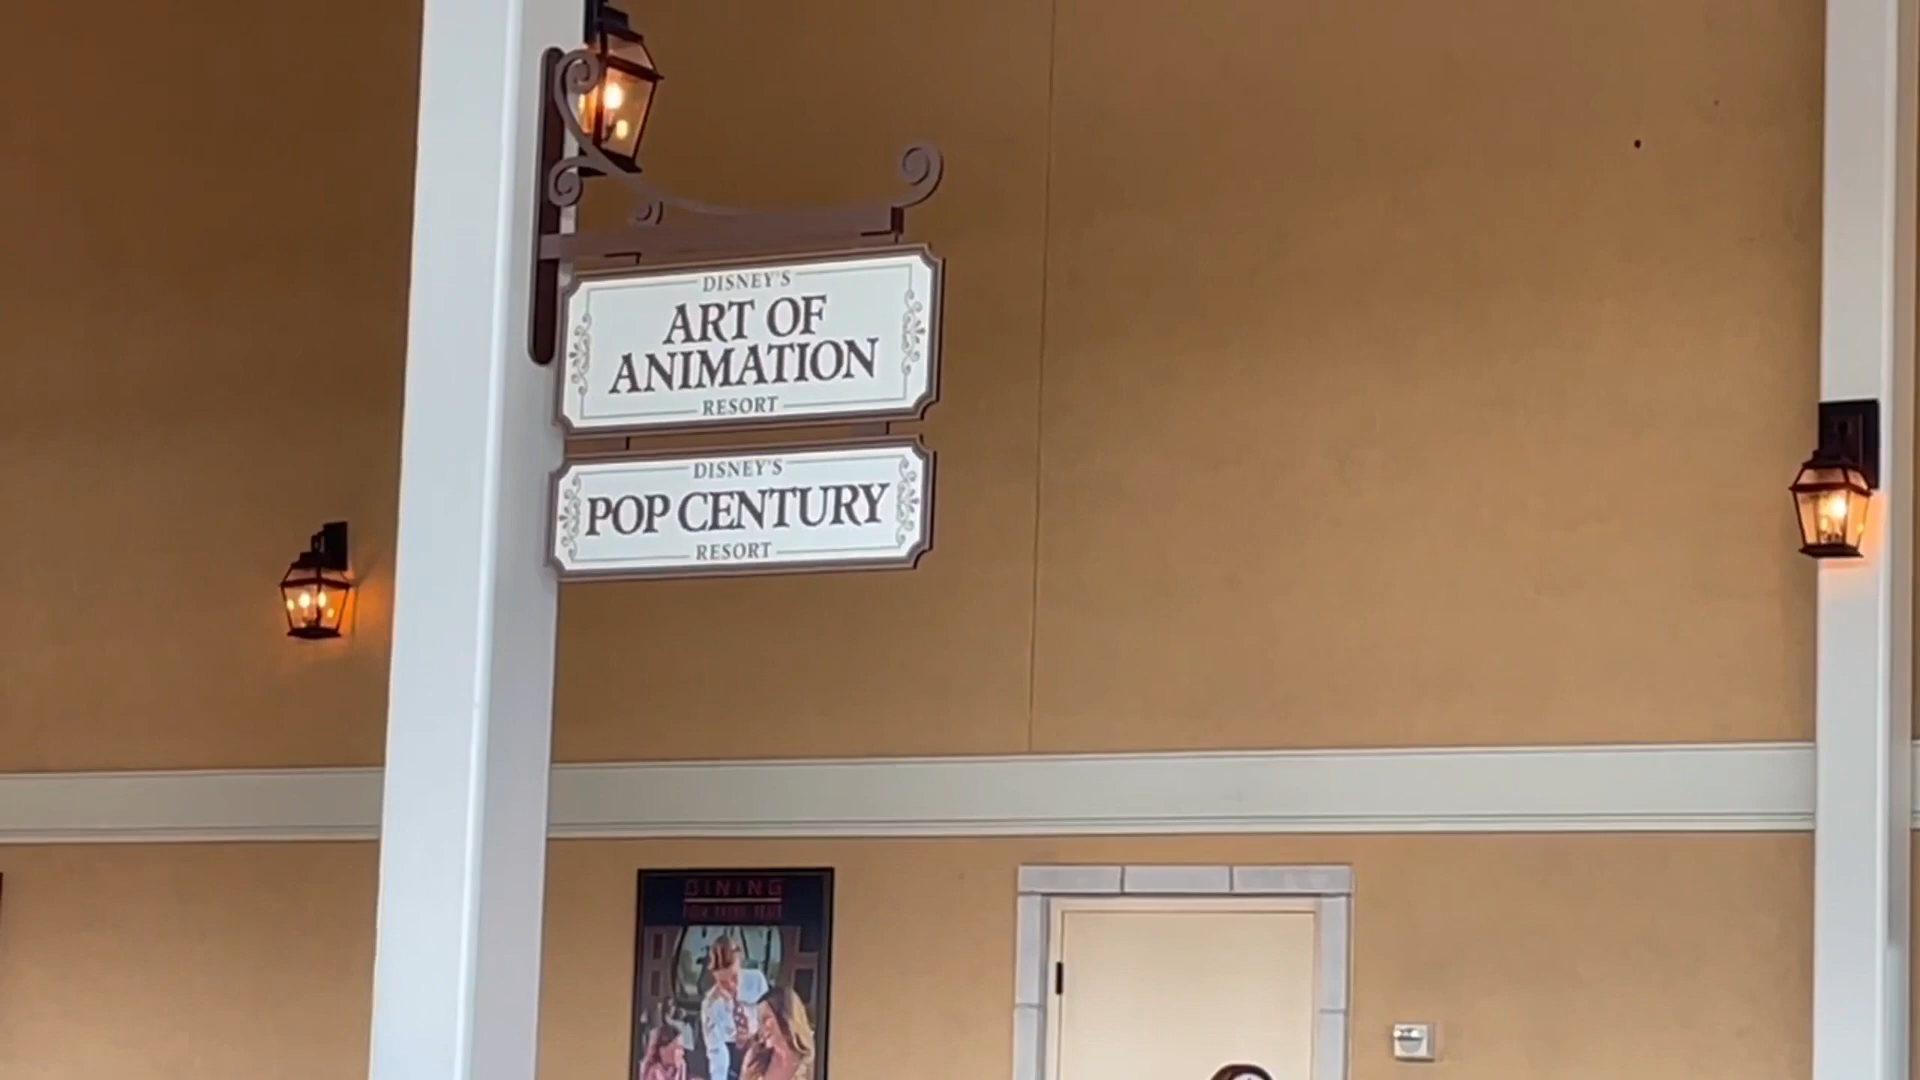 DISNEY'S
ART OF
ANIMATION
RESORT
DISNEY'S
POP CENTURY
RESORT
DINING